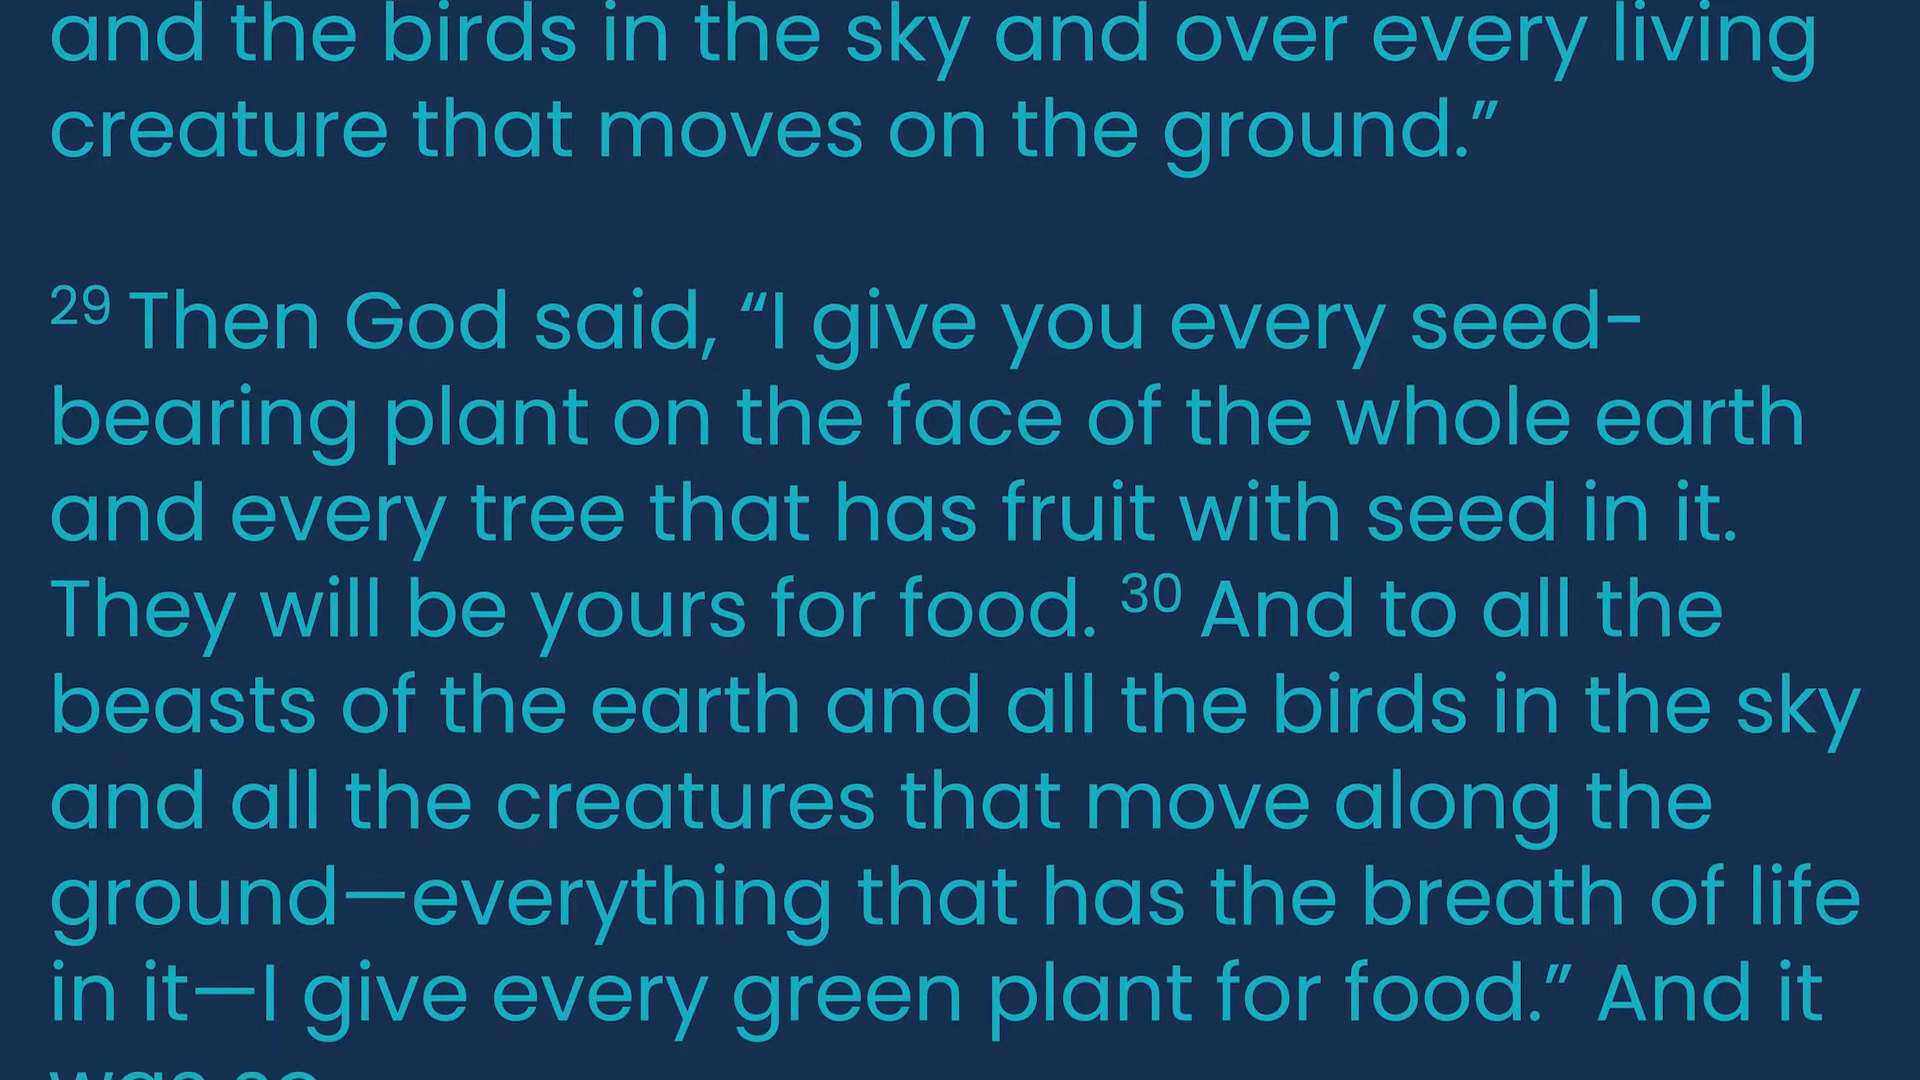 and the birds in the sky and over every living
creature that moves on the ground.”
29 Then God said, “I give you every seed-
bearing plant on the face of the whole earth
and every tree that has fruit with seed in it.
They will be yours for food. 30 And to all the
beasts of the earth and all the birds in the sky
and all the creatures that move along the
ground—everything that has the breath of life
in it—I give every green plant for food.” And it
was so